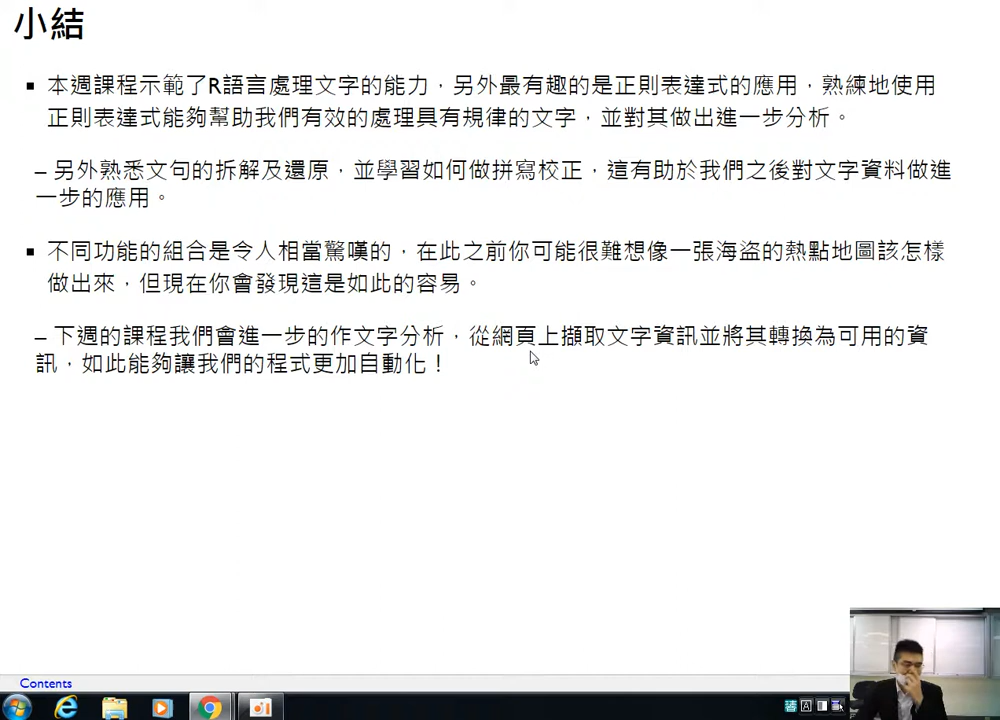 小結
▪ 本週課程示範了R語言處理文字的能力，另外最有趣的是正則表達式的應用，熟練地使用
正則表達式能夠幫助我們有效的處理具有規律的文字，並對其做出進一步分析。
– 另外熟悉文句的拆解及還原，並學習如何做拼寫校正，這有助於我們之後對文字資料做進
一步的應用。
▪ 不同功能的組合是令人相當驚嘆的，在此之前你可能很難想像一張海盜的熱點地圖該怎樣
做出來，但現在你會發現這是如此的容易。
– 下週的課程我們會進一步的作文字分析，從網頁上擷取文字資訊並將其轉換為可用的資
訊，如此能夠讓我們的程式更加自動化！
Contents